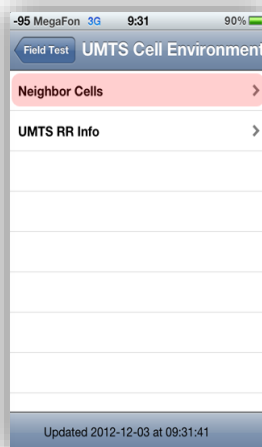 -95 MegaFon 3G 9:31 90%
Field Test UMTS Cell Environment
Neighbor Cells
UMTS RR Info
Updated 2012-12-03 at 09:31:41